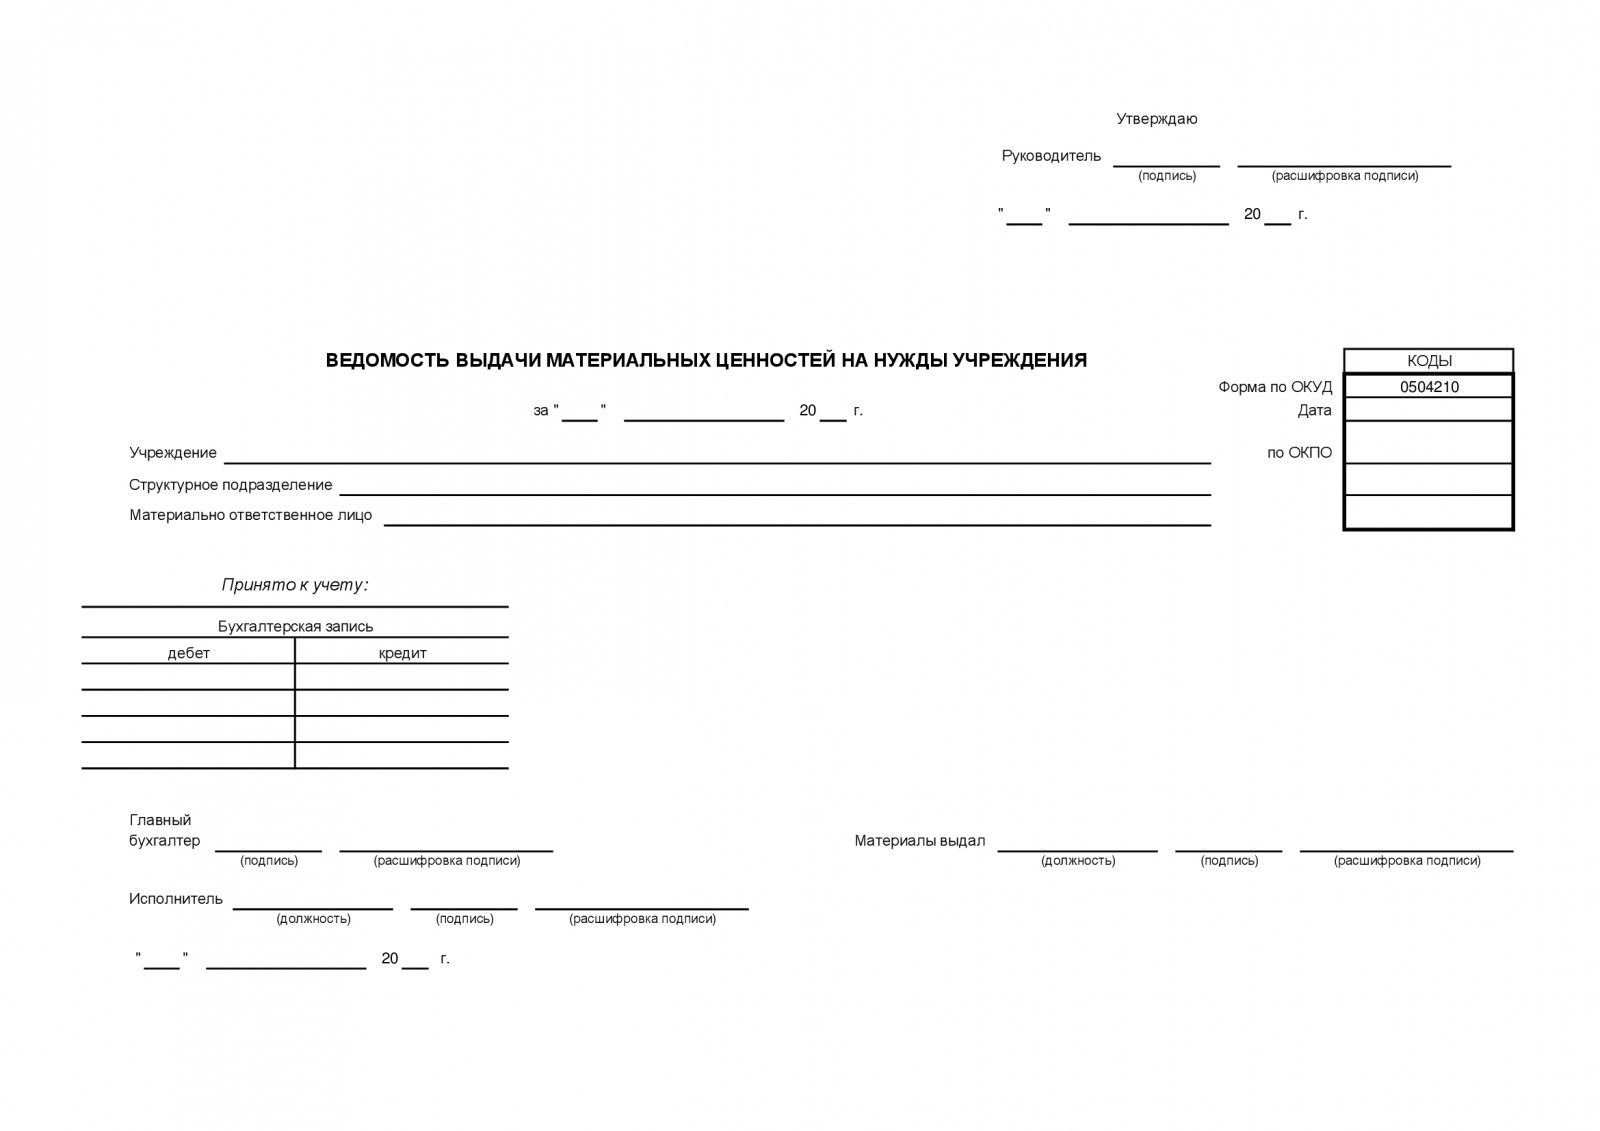 Утверждаю
Руководитель
(подпись) (расшифровка подписи)
" " 20 г.
ВЕДОМОСТЬ ВЫДАЧИ МАТЕРИАЛЬНЫХ ЦЕННОСТЕЙ НА НУЖДЫ УЧРЕЖДЕНИЯ
КОДЫ
Форма по ОКУД 0504210
за " " 20 г.
Дата
Учреждение
по ОКПО
Структурное подразделение
Материально ответственное лицо
Принято к учету:
Бухгалтерская запись
дебет кредит
Главный
бухгалтер
(подпись) (расшифровка подписи)
Материалы выдал
(должность) (подпись) (расшифровка подписи)
Исполнитель
(должность) (подпись) (расшифровка подписи)
" " 20 г.